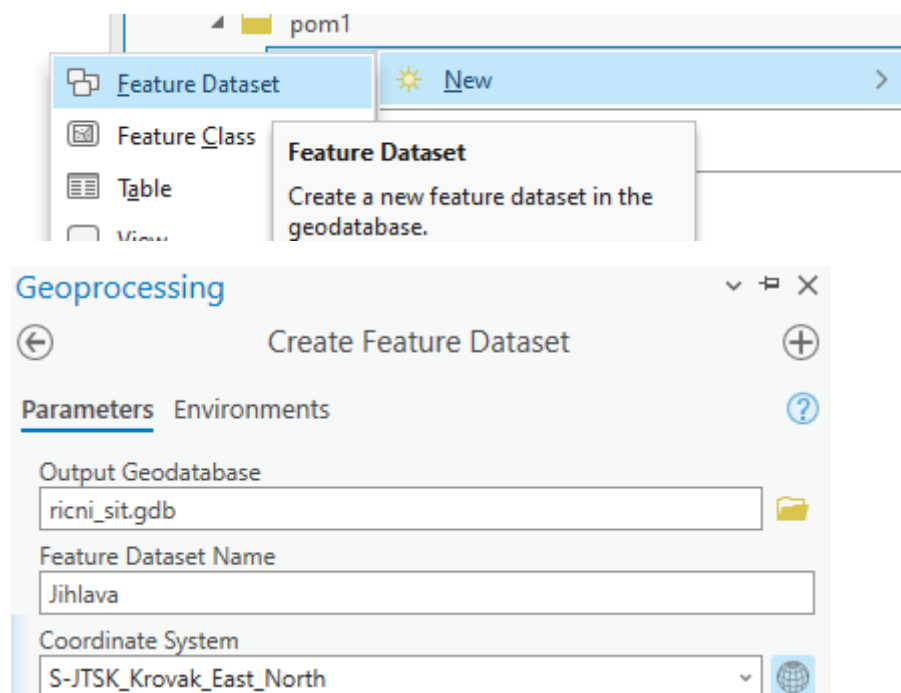 pom1
Feature Dataset
New
Feature Class
Feature Dataset
Table
Create a new feature dataset in the
geodatabase.
View
Geoprocessing
Create Feature Dataset
Parameters Environments
Output Geodatabase
ricni_sit.gdb
Feature Dataset Name
Jihlava
Coordinate System
S-JTSK_Krovak_East_North